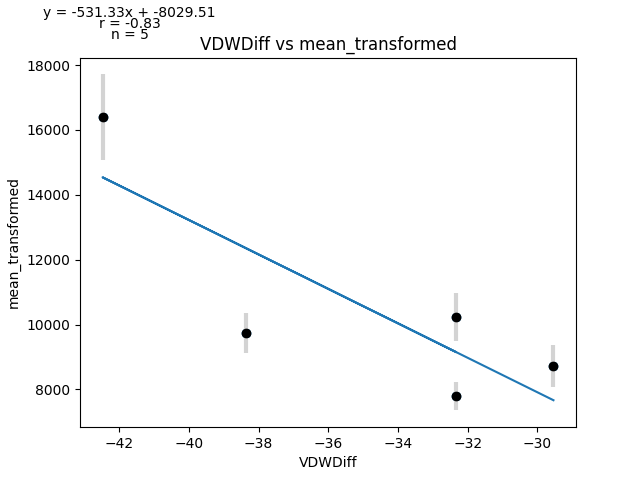 y = -531.33x + -8029.51
r = -0.83
n = 5
VDWDiff vs mean_transformed
18000
16000
14000
12000
10000
8000
mean_transformed
−42
−40
−38
−36
−34
−32
−30
VDWDiff